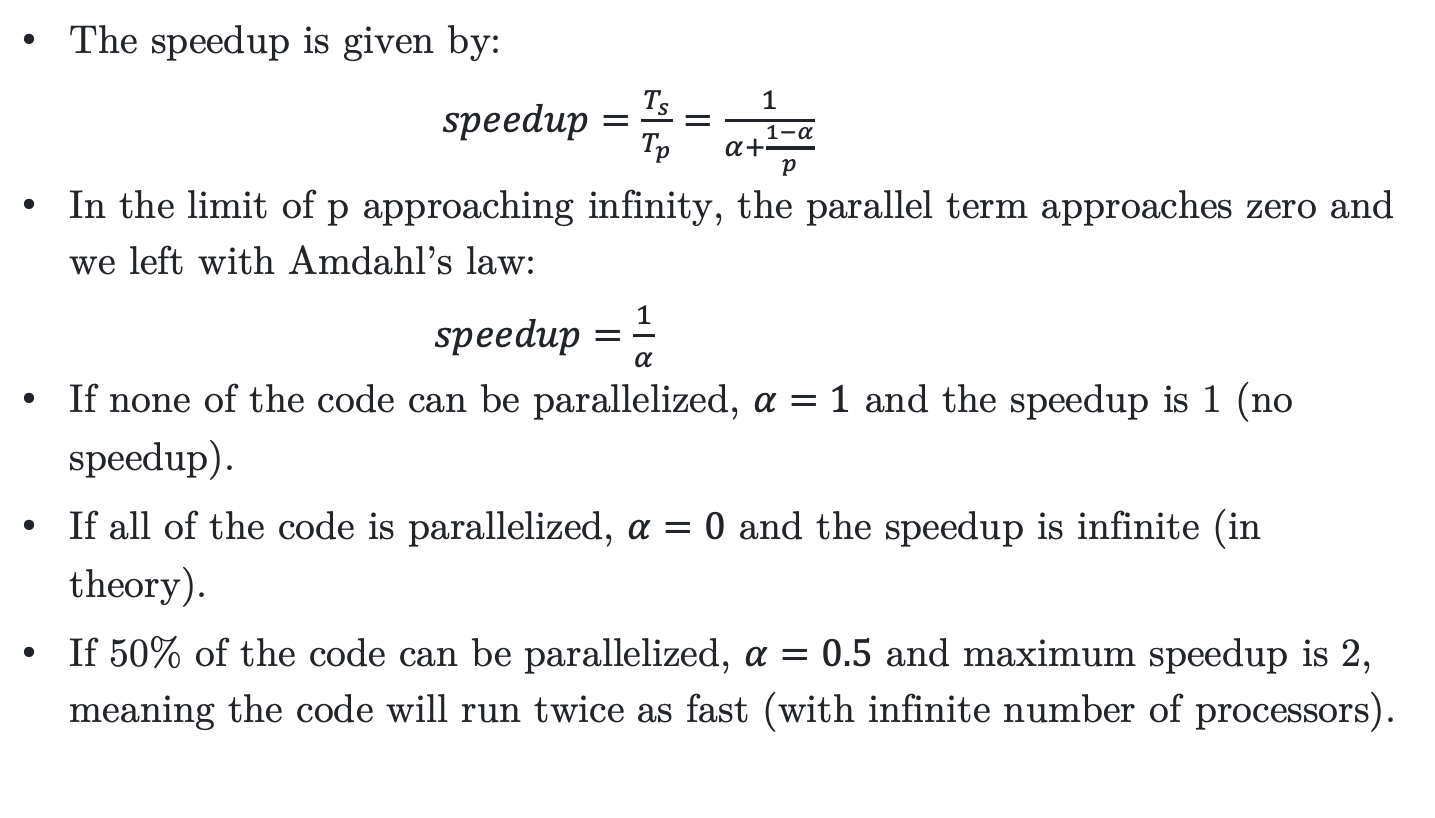 • The speedup is given by:
speedup = Ts/Tp = 1/(α+(1−α)/p)
• In the limit of p approaching infinity, the parallel term approaches zero and
we left with Amdahl’s law:
speedup = 1/α
• If none of the code can be parallelized, α = 1 and the speedup is 1 (no
speedup).
• If all of the code is parallelized, α = 0 and the speedup is infinite (in
theory).
• If 50% of the code can be parallelized, α = 0.5 and maximum speedup is 2,
meaning the code will run twice as fast (with infinite number of processors).